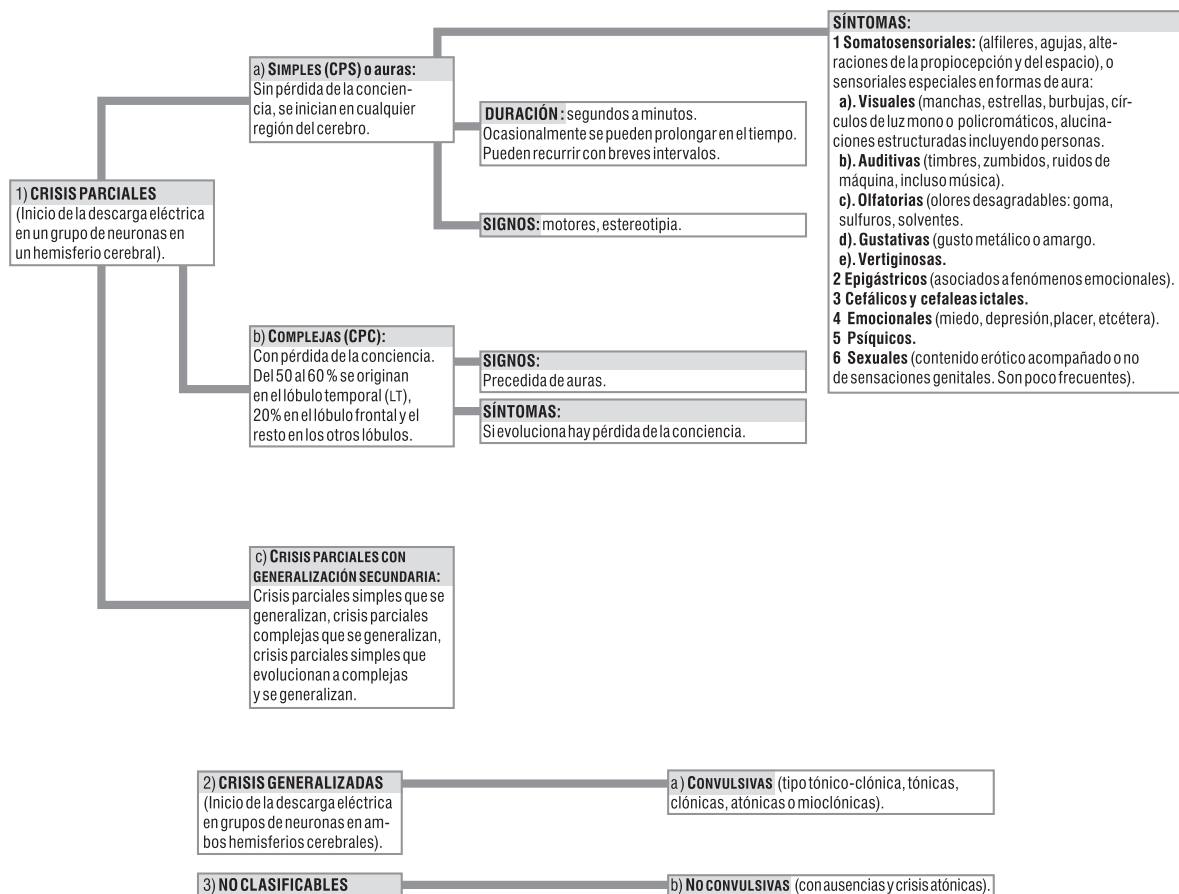 1) CRISIS PARCIALES
(Inicio de la descarga eléctrica
en un grupo de neuronas en
un hemisferio cerebral).
a) SIMPLES (CPS) o auras:
Sin pérdida de la concien-
cia, se inician en cualquier
región del cerebro.
DURACIÓN: segundos a minutos.
Ocasionalmente se pueden prolongar en el tiempo.
Pueden recurrir con breves intervalos.
SIGNOS: motores, estereotipia.
SÍNTOMAS:
1 Somatosensoriales: (alfileres, agujas, alte-
raciones de la propiocepción y del espacio), o
sensoriales especiales en formas de aura:
a). Visuales (manchas, estrellas, burbujas, cír-
culos de luz mono o policromáticos, alucina-
ciones estructuradas incluyendo personas.
b). Auditivas (timbres, zumbidos, ruidos de
máquina, incluso música).
c). Olfatorias (olores desagradables: goma,
sulfuros, solventes.
d). Gustativas (gusto metálico o amargo.
e). Vertiginosas.
2 Epigástricos (asociados a fenómenos emocionales).
3 Cefálicos y cefaleas ictales.
4 Emocionales (miedo, depresión,placer, etcétera).
5 Psíquicos.
6 Sexuales (contenido erótico acompañado o no
de sensaciones genitales. Son poco frecuentes).
b) COMPLEJAS (CPC):
Con pérdida de la conciencia.
Del 50 al 60 % se originan
en el lóbulo temporal (LT),
20% en el lóbulo frontal y el
resto en los otros lóbulos.
SIGNOS:
Precedida de auras.
SÍNTOMAS:
Si evoluciona hay pérdida de la conciencia.
c) CRISIS PARCIALES CON
GENERALIZACIÓN SECUNDARIA:
Crisis parciales simples que se
generalizan, crisis parciales
complejas que se generalizan,
crisis parciales simples que
evolucionan a complejas
y se generalizan.
2) CRISIS GENERALIZADAS
(Inicio de la descarga eléctrica
en grupos de neuronas en am-
bos hemisferios cerebrales).
a) CONVULSIVAS (tipo tónico-clónica, tónicas,
clónicas, atónicas o mioclónicas).
3) NO CLASIFICABLES
b) NO CONVULSIVAS (con ausencias y crisis atónicas).